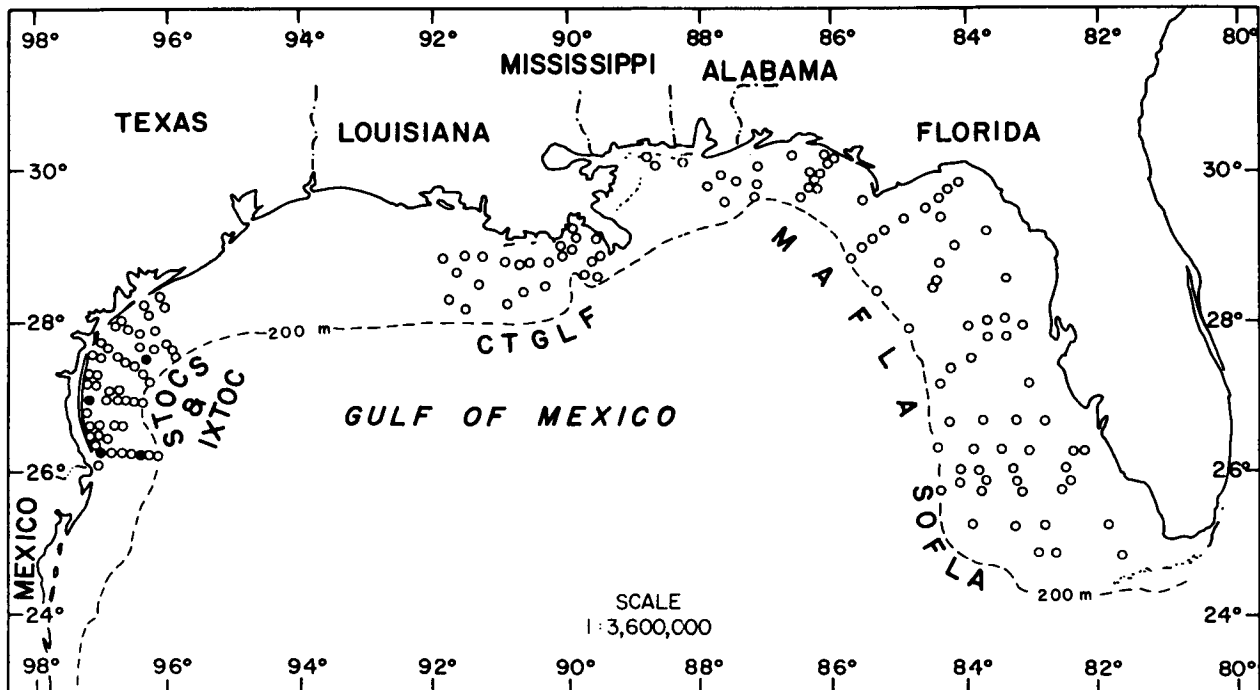 98° 96° 94° 92° 90° 88° 86° 84° 82° 80°
MISSISSIPPI ALABAMA
TEXAS LOUISIANA FLORIDA
30° 30°
MAFLA
28° 200 m CTGLF 28°
STOCS
&
IXTOC
GULF OF MEXICO
26° 26°
SOFLA
MEXICO
200 m
SCALE
1:3,600,000
24° 24°
98° 96° 94° 92° 90° 88° 86° 84° 82° 80°